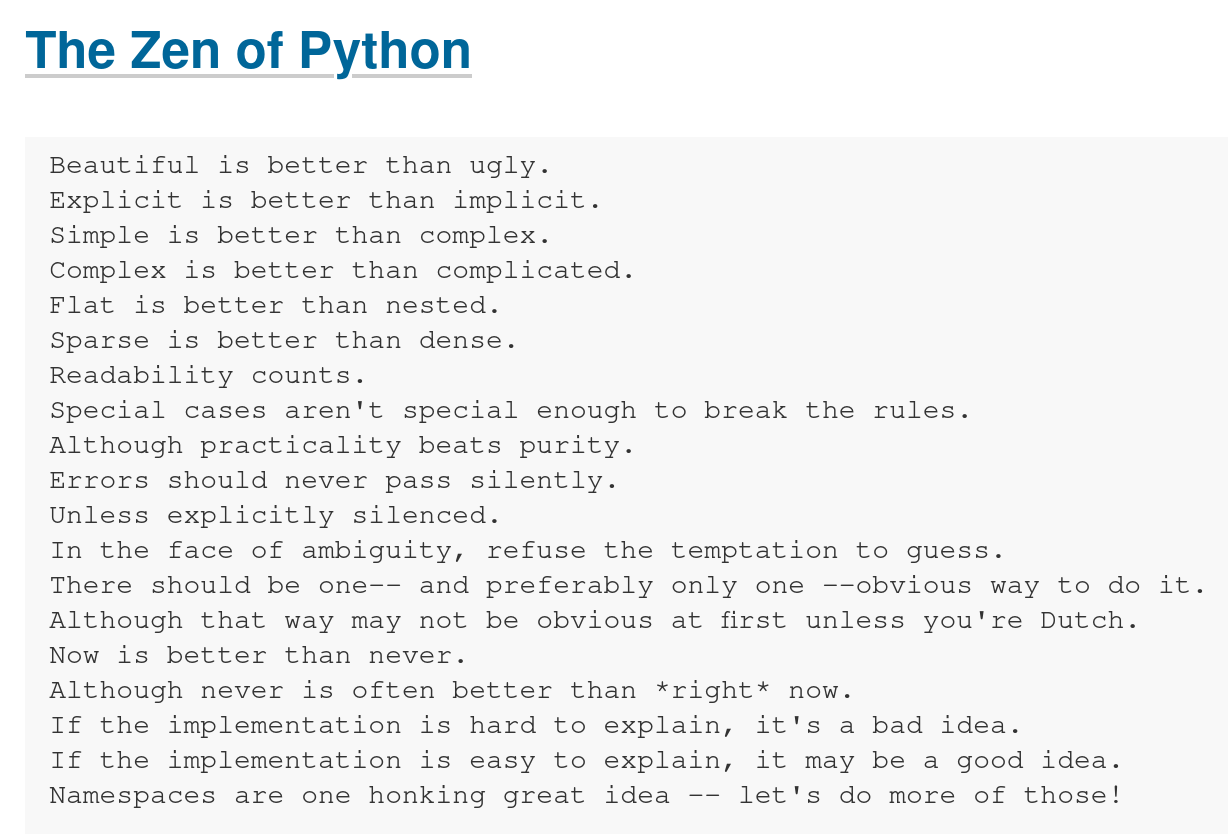 The Zen of Python
Beautiful is better than ugly.
Explicit is better than implicit.
Simple is better than complex.
Complex is better than complicated.
Flat is better than nested.
Sparse is better than dense.
Readability counts.
Special cases aren't special enough to break the rules.
Although practicality beats purity.
Errors should never pass silently.
Unless explicitly silenced.
In the face of ambiguity, refuse the temptation to guess.
There should be one-- and preferably only one --obvious way to do it.
Although that way may not be obvious at first unless you're Dutch.
Now is better than never.
Although never is often better than *right* now.
If the implementation is hard to explain, it's a bad idea.
If the implementation is easy to explain, it may be a good idea.
Namespaces are one honking great idea -- let's do more of those!